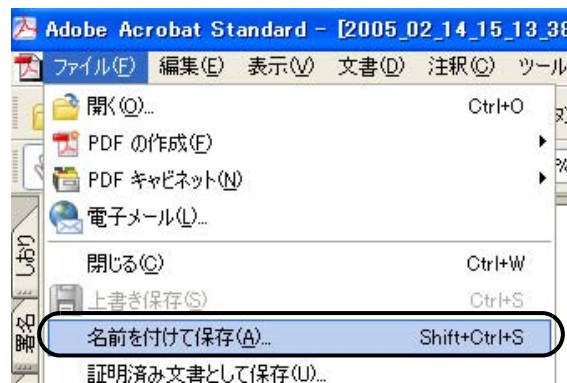 Adobe Acrobat Standard - [2005_02_14_15_13_38
ファイル(F) 編集(E) 表示(V) 文書(D) 注釈(C) ツール
開く(O)... Ctrl+O
PDF の作成(F)
PDF キャビネット(N)
電子メール(L)...
しおり
閉じる(C) Ctrl+W
上書き保存(S) Ctrl+S
署名
名前を付けて保存(A)... Shift+Ctrl+S
証明済み文書として保存(U)...